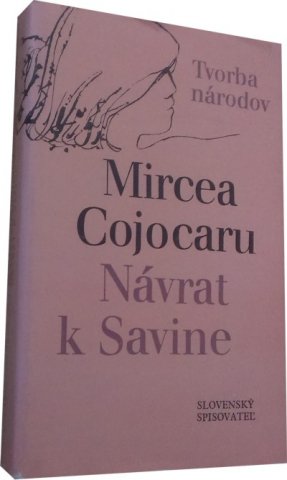 Tvorba
národov
Mircea
Cojocaru
Návrat
k Savine
SLOVENSKÝ
SPISOVATEĽ